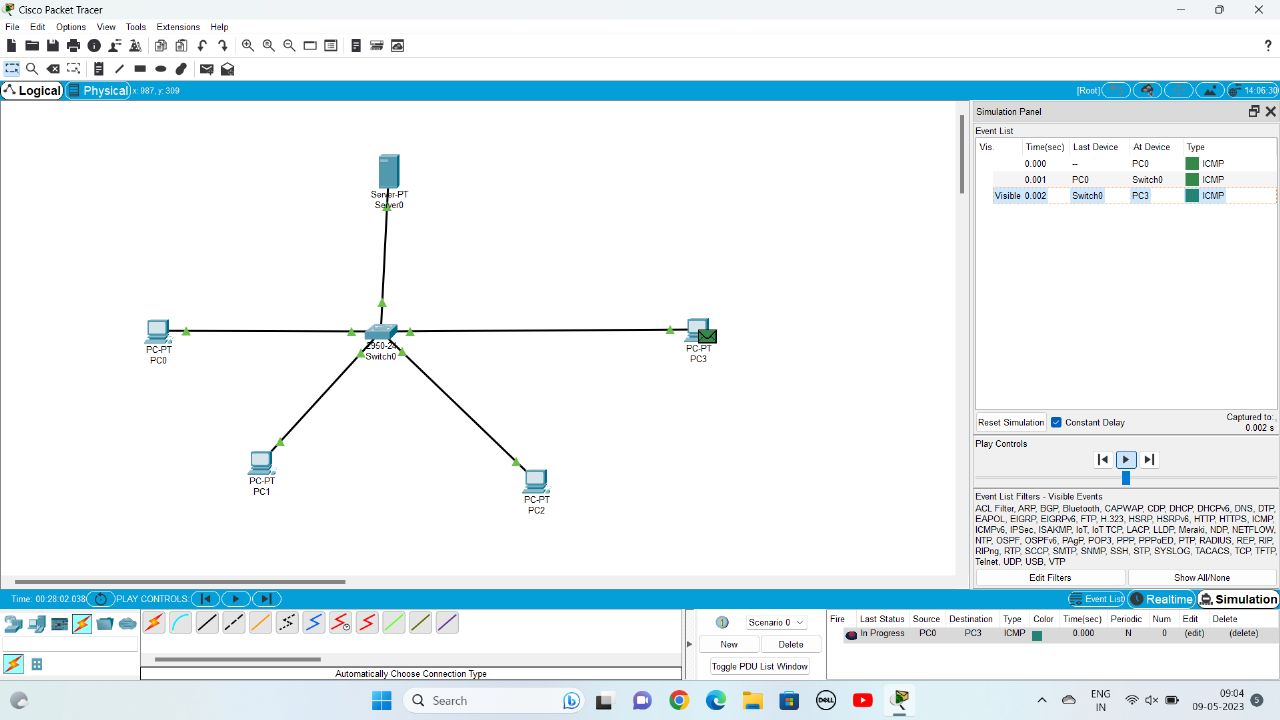 Cisco Packet Tracer
File Edit Options View Tools Extensions Help
?
Logical Physical x: 987, y: 309 [Root] 14:06:30
Simulation Panel
Event List
Vis. Time(sec) Last Device At Device Type
0.000 -- PC0 ICMP
0.001 PC0 Switch0 ICMP
Visible 0.002 Switch0 PC3 ICMP
Server-PT
Server0
PC-PT
PC0
2950-24
Switch0
PC-PT
PC3
PC-PT
PC1
PC-PT
PC2
Reset Simulation Constant Delay Captured to:
0.002 s
Play Controls
Event List Filters - Visible Events
ACL Filter, ARP, BGP, Bluetooth, CAPWAP, CDP, DHCP, DHCPv6, DNS, DTP,
EAPOL, EIGRP, EIGRPv6, FTP, H.323, HSRP, HSRPv6, HTTP, HTTPS, ICMP,
ICMPv6, IPSec, ISAKMP, IoT, IoT TCP, LACP, LLDP, Meraki, NDP, NETFLOW,
NTP, OSPF, OSPFv6, PAgP, POP3, PPP, PPPoED, PTP, RADIUS, REP, RIP,
RIPng, RTP, SCCP, SMTP, SNMP, SSH, STP, SYSLOG, TACACS, TCP, TFTP,
Telnet, UDP, USB, VTP
Edit Filters Show All/None
Time: 00:28:02.038 PLAY CONTROLS: Event List Realtime Simulation
Scenario 0
New Delete
Toggle PDU List Window
Fire Last Status Source Destination Type Color Time(sec) Periodic Num Edit Delete
In Progress PC0 PC3 ICMP 0.000 N 0 (edit) (delete)
Automatically Choose Connection Type
Search
DELL
ENG
IN
09:04
09-05-2023
5